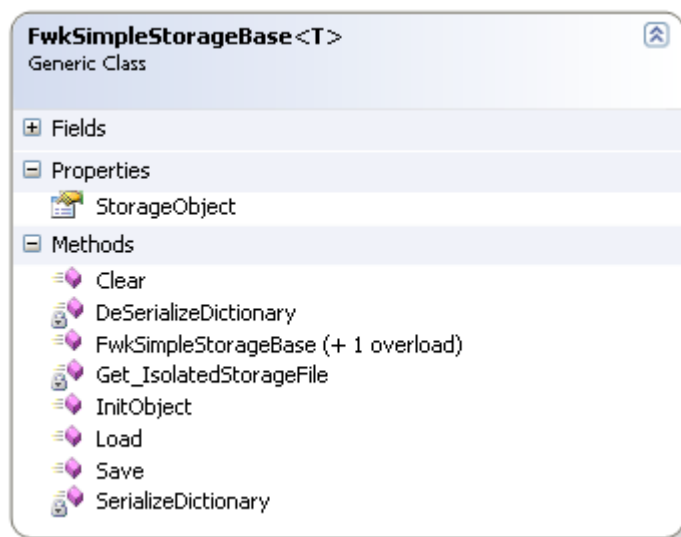 FwkSimpleStorageBase<T>
Generic Class
Fields
Properties
StorageObject
Methods
Clear
DeSerializeDictionary
FwkSimpleStorageBase (+ 1 overload)
Get_IsolatedStorageFile
InitObject
Load
Save
SerializeDictionary